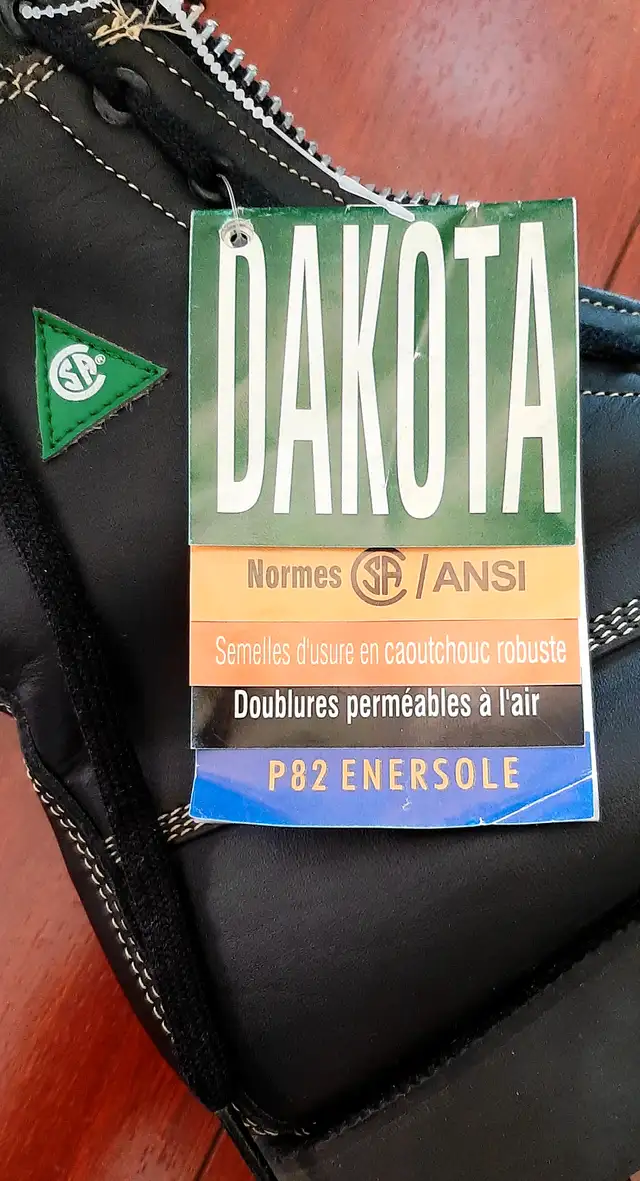 DAKOTA
CSA®
Normes CSA / ANSI
Semelles d'usure en caoutchouc robuste
Doublures perméables à l'air
P82 ENERSOLE